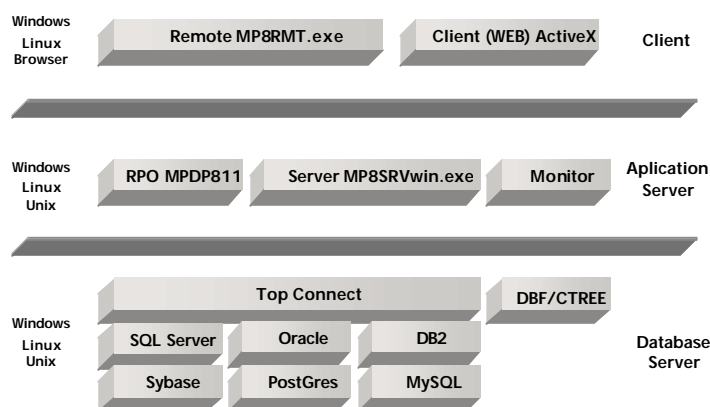 Windows
Linux
Browser
Remote MP8RMT.exe
Client (WEB) ActiveX
Client
Windows
Linux
Unix
RPO MPDP811
Server MP8SRVwin.exe
Monitor
Aplication
Server
Top Connect
DBF/CTREE
Windows
Linux
Unix
SQL Server
Oracle
DB2
Sybase
PostGres
MySQL
Database
Server